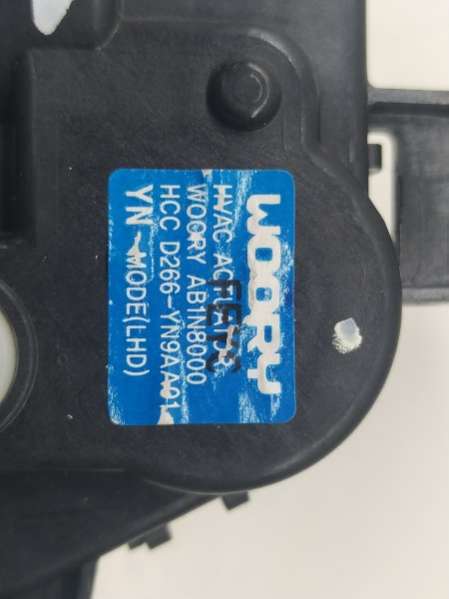 WOORY
HVAC ACTUATOR
WOORY AB1N8000
HCC D266-YN9AA01
YN-MODE(LHD)